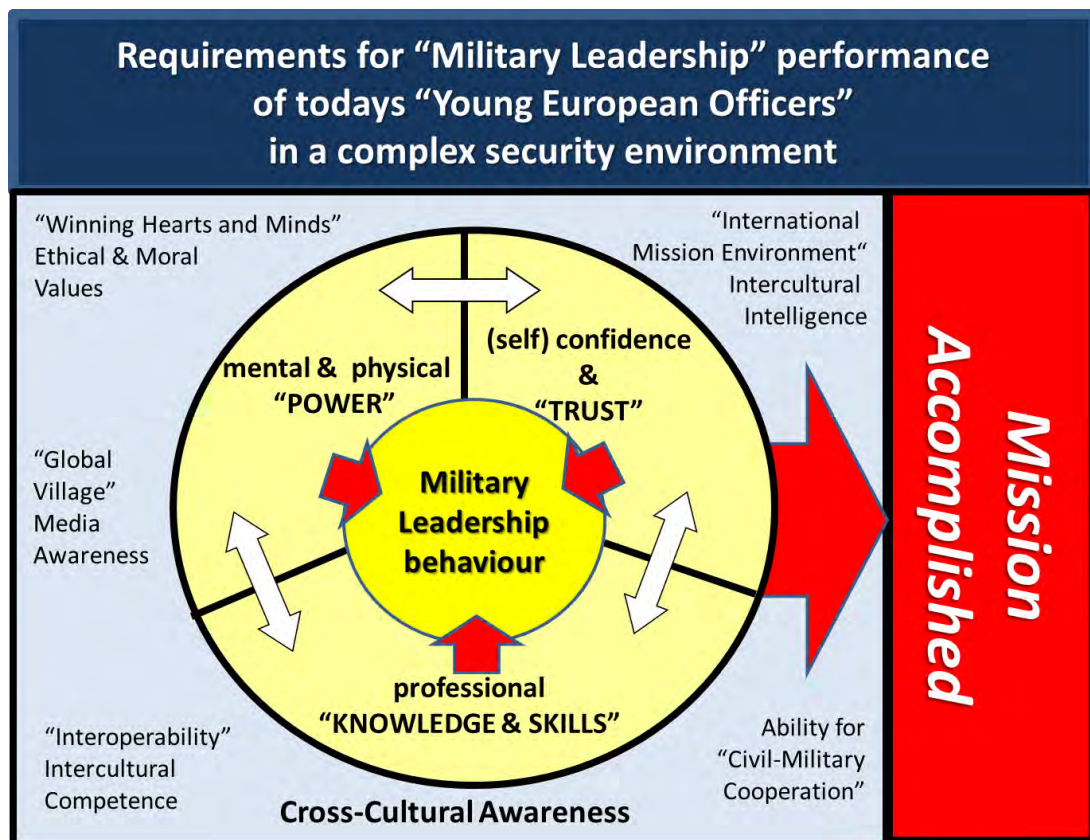 Requirements for “Military Leadership” performance
of todays “Young European Officers”
in a complex security environment
“Winning Hearts and Minds”
Ethical & Moral
Values
“International
Mission Environment“
Intercultural
Intelligence
mental & physical
“POWER”
(self) confidence
&
“TRUST”
“Global
Village”
Media
Awareness
Military
Leadership
behaviour
professional
“KNOWLEDGE & SKILLS”
“Interoperability”
Intercultural
Competence
Cross-Cultural Awareness
Ability for
“Civil-Military
Cooperation”
Mission
Accomplished